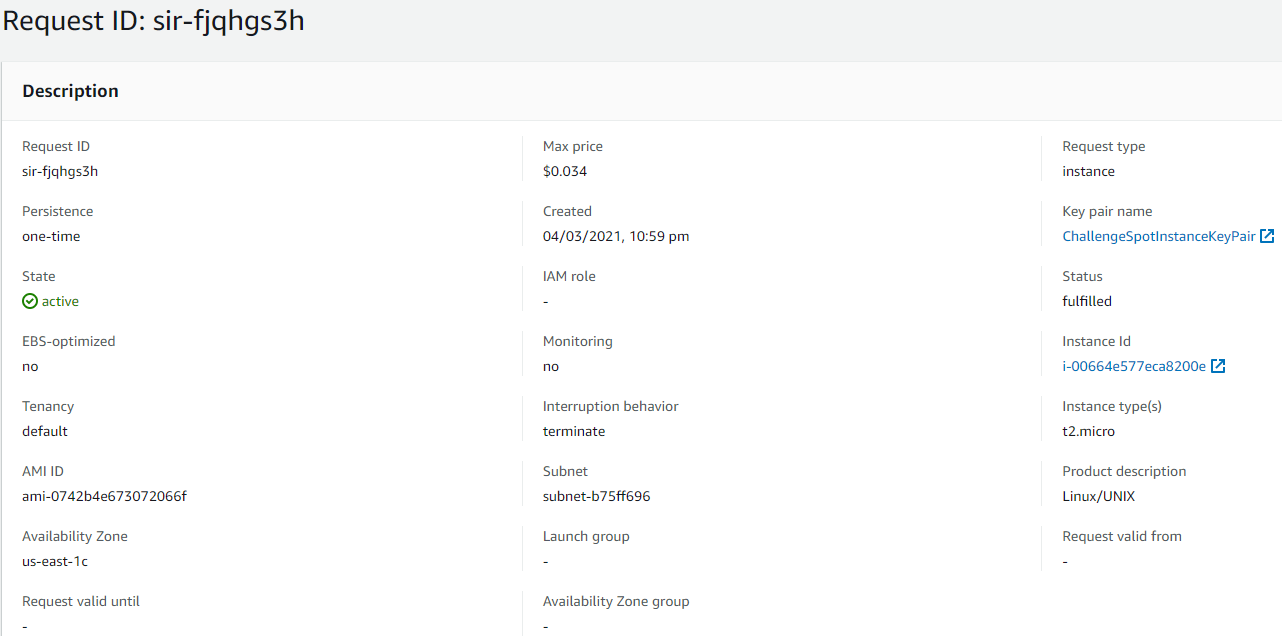 Request ID: sir-fjqhgs3h
Description
Request ID
sir-fjqhgs3h
Max price
$0.034
Request type
instance
Persistence
one-time
Created
04/03/2021, 10:59 pm
Key pair name
ChallengeSpotInstanceKeyPair
State
active
IAM role
-
Status
fulfilled
EBS-optimized
no
Monitoring
no
Instance Id
i-00664e577eca8200e
Tenancy
default
Interruption behavior
terminate
Instance type(s)
t2.micro
AMI ID
ami-0742b4e673072066f
Subnet
subnet-b75ff696
Product description
Linux/UNIX
Availability Zone
us-east-1c
Launch group
-
Request valid from
-
Request valid until
-
Availability Zone group
-